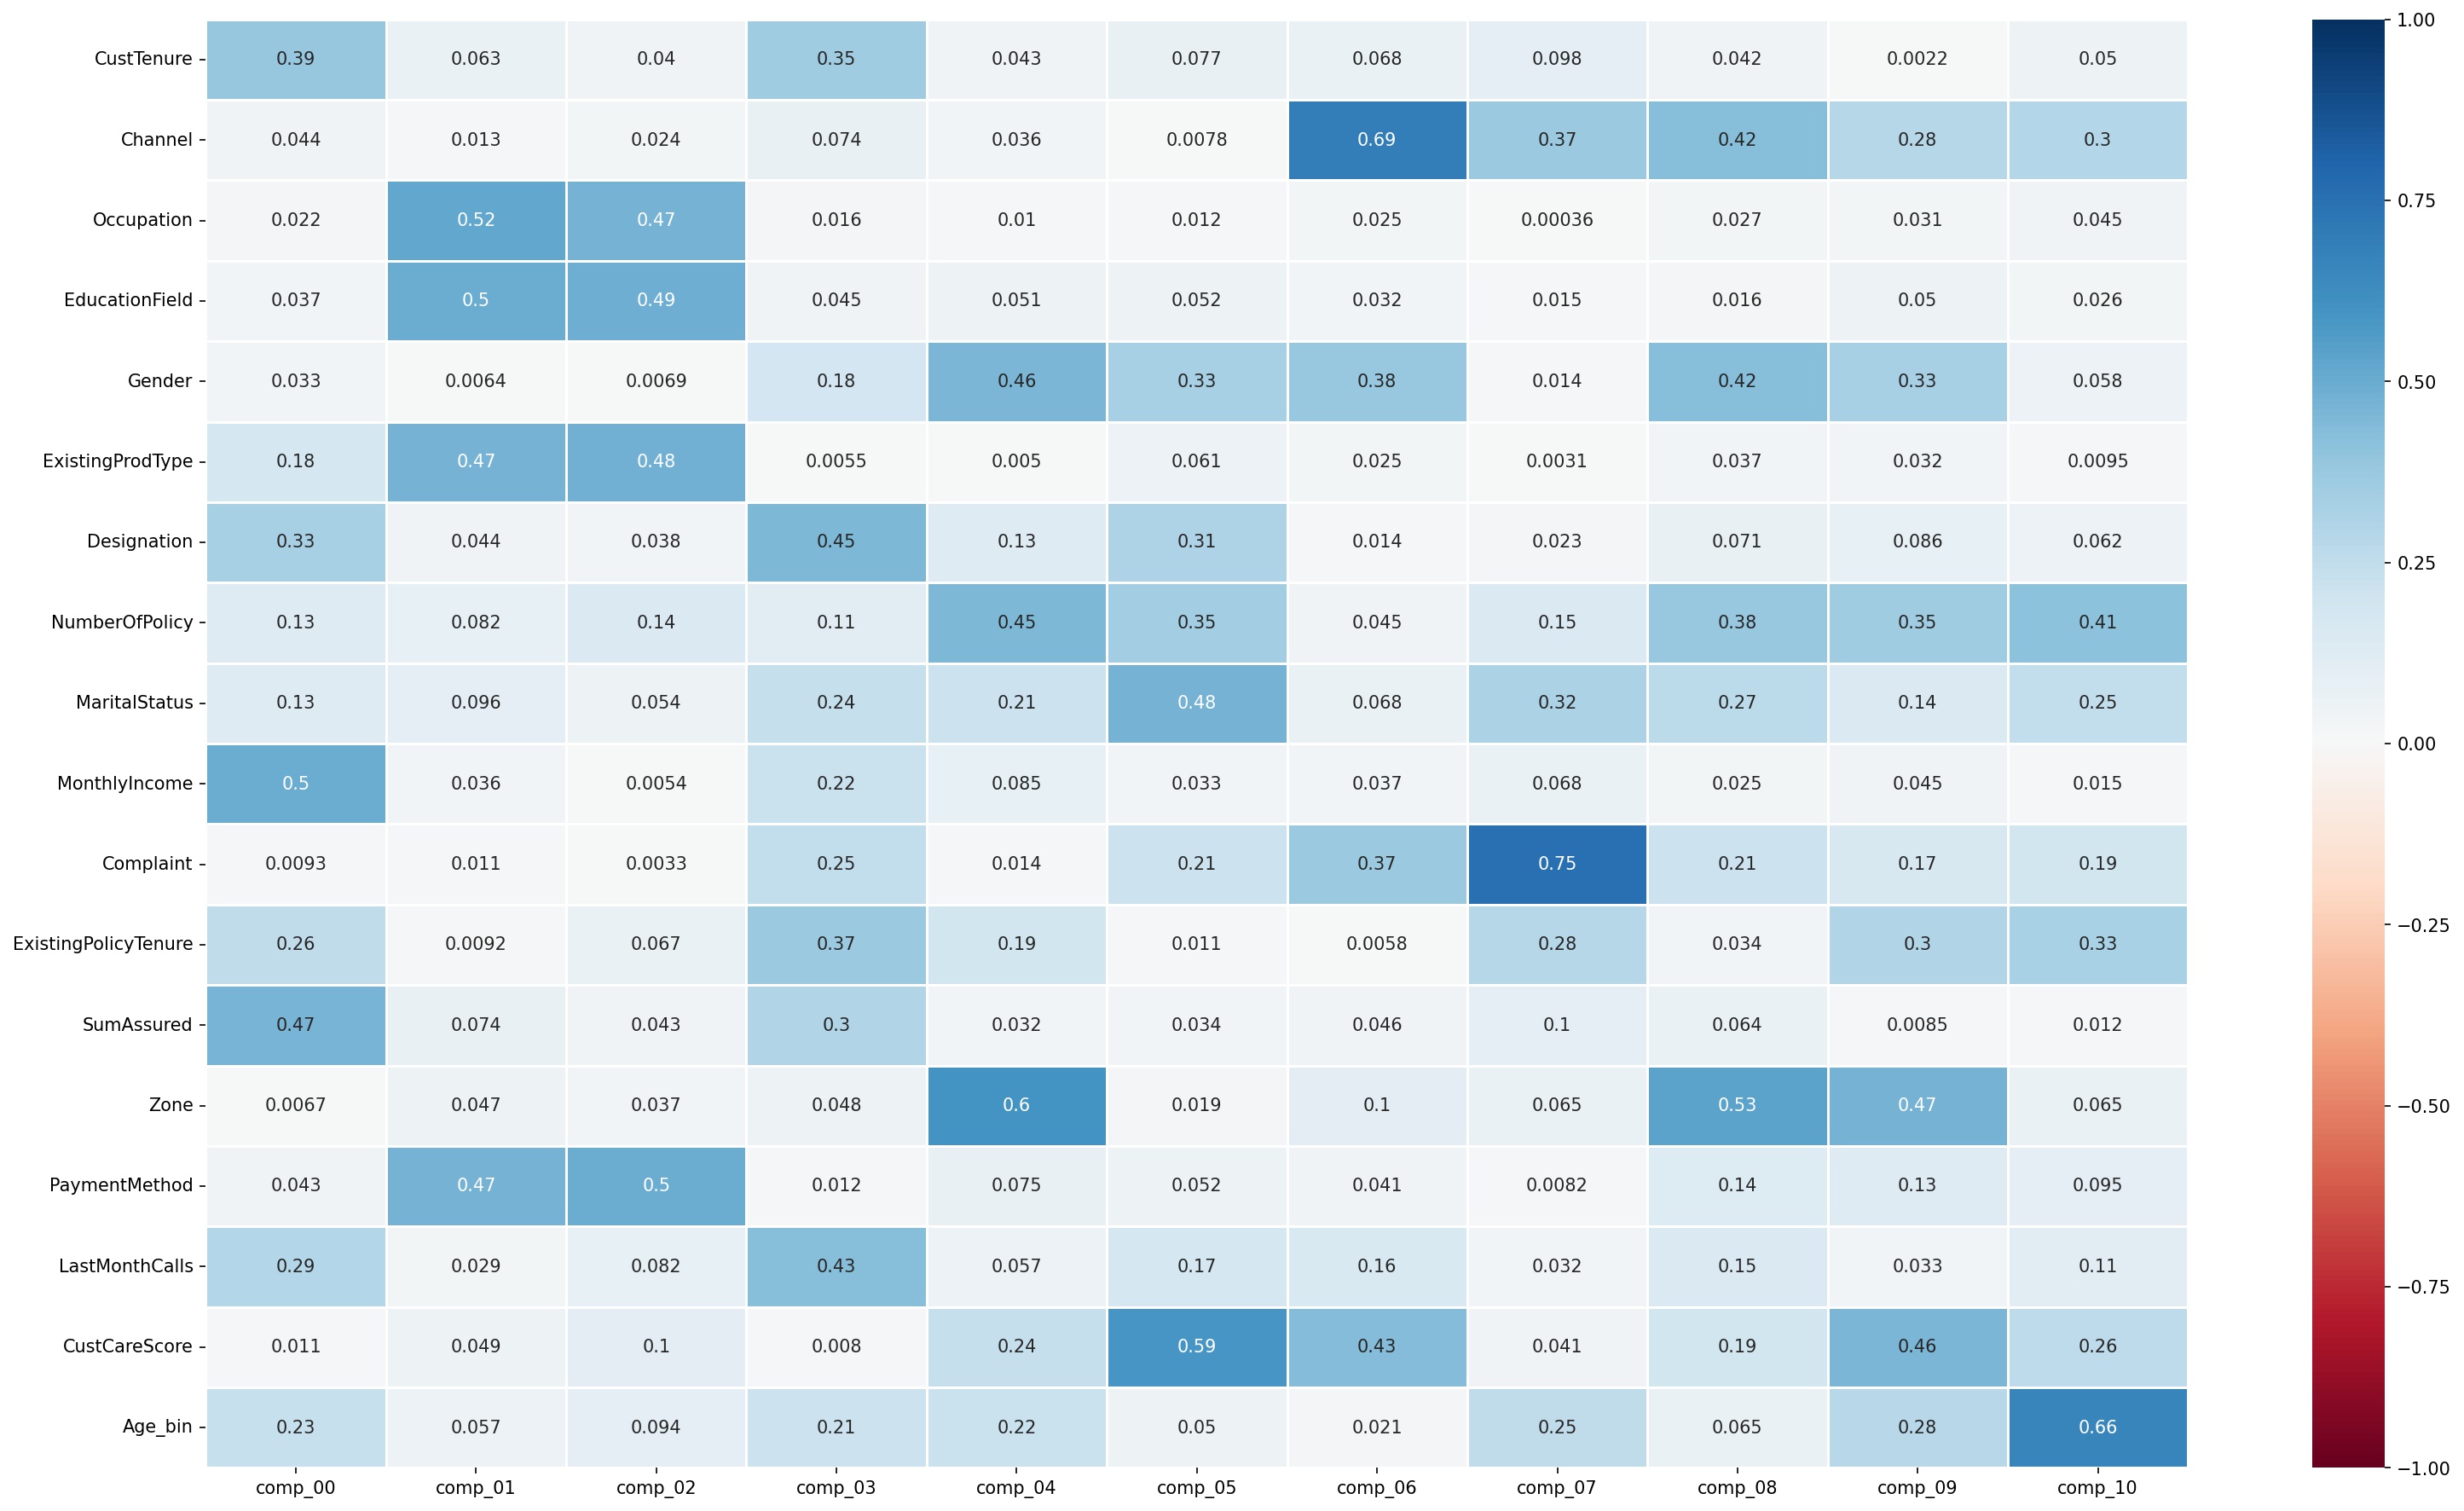 CustTenure 0.39 0.063 0.04 0.35 0.043 0.077 0.068 0.098 0.042 0.0022 0.05
Channel 0.044 0.013 0.024 0.074 0.036 0.0078 0.69 0.37 0.42 0.28 0.3
Occupation 0.022 0.52 0.47 0.016 0.01 0.012 0.025 0.00036 0.027 0.031 0.045
EducationField 0.037 0.5 0.49 0.045 0.051 0.052 0.032 0.015 0.016 0.05 0.026
Gender 0.033 0.0064 0.0069 0.18 0.46 0.33 0.38 0.014 0.42 0.33 0.058
ExistingProdType 0.18 0.47 0.48 0.0055 0.005 0.061 0.025 0.0031 0.037 0.032 0.0095
Designation 0.33 0.044 0.038 0.45 0.13 0.31 0.014 0.023 0.071 0.086 0.062
NumberOfPolicy 0.13 0.082 0.14 0.11 0.45 0.35 0.045 0.15 0.38 0.35 0.41
MaritalStatus 0.13 0.096 0.054 0.24 0.21 0.48 0.068 0.32 0.27 0.14 0.25
MonthlyIncome 0.5 0.036 0.0054 0.22 0.085 0.033 0.037 0.068 0.025 0.045 0.015
Complaint 0.0093 0.011 0.0033 0.25 0.014 0.21 0.37 0.75 0.21 0.17 0.19
ExistingPolicyTenure 0.26 0.0092 0.067 0.37 0.19 0.011 0.0058 0.28 0.034 0.3 0.33
SumAssured 0.47 0.074 0.043 0.3 0.032 0.034 0.046 0.1 0.064 0.0085 0.012
Zone 0.0067 0.047 0.037 0.048 0.6 0.019 0.1 0.065 0.53 0.47 0.065
PaymentMethod 0.043 0.47 0.5 0.012 0.075 0.052 0.041 0.0082 0.14 0.13 0.095
LastMonthCalls 0.29 0.029 0.082 0.43 0.057 0.17 0.16 0.032 0.15 0.033 0.11
CustCareScore 0.011 0.049 0.1 0.008 0.24 0.59 0.43 0.041 0.19 0.46 0.26
Age_bin 0.23 0.057 0.094 0.21 0.22 0.05 0.021 0.25 0.065 0.28 0.66
comp_00 comp_01 comp_02 comp_03 comp_04 comp_05 comp_06 comp_07 comp_08 comp_09 comp_10
1.00
0.75
0.50
0.25
0.00
−0.25
−0.50
−0.75
−1.00